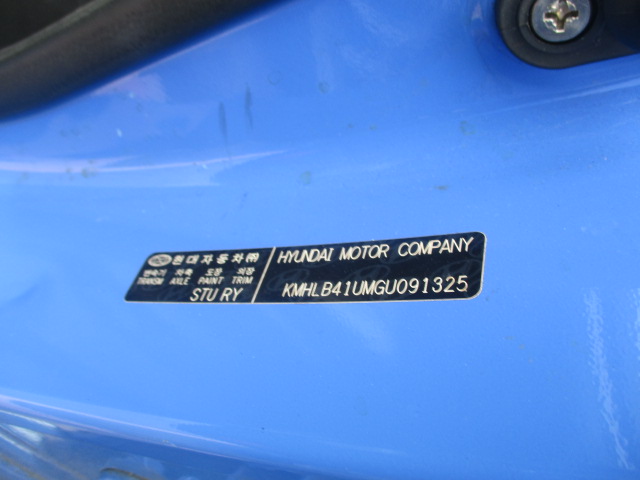 현대자동차㈜
변속기 차축 도장 의장
TRANSM AXLE PAINT TRIM
STU RY
HYUNDAI MOTOR COMPANY
KMHLB41UMGU091325